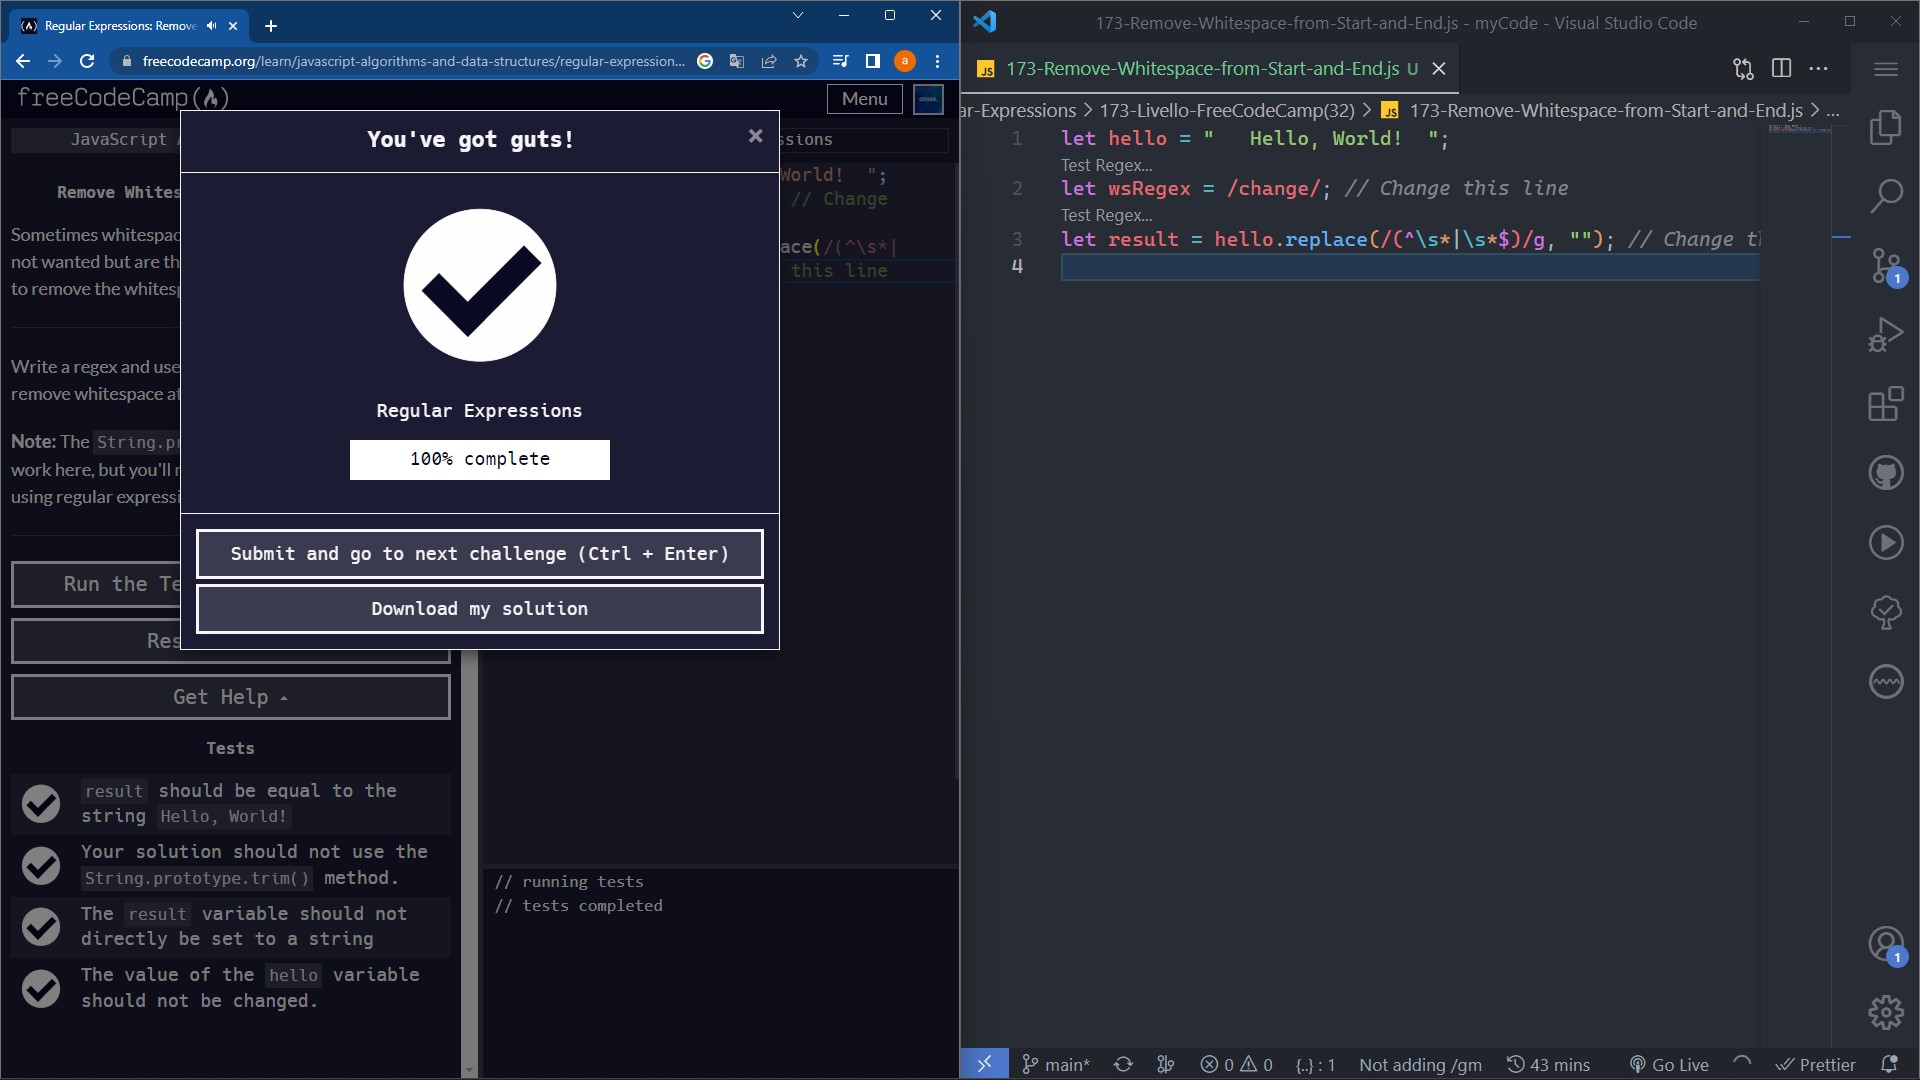 Regular Expressions: Remove
freecodecamp.org/learn/javascript-algorithms-and-data-structures/regular-expression...
a
freeCodeCamp
Menu
JavaScript
Remove Whites
Sometimes whitespac
not wanted but are th
to remove the whitesp
Write a regex and use
remove whitespace at
Note: The String.pr
work here, but you'll r
using regular expressi
Run the Te
Res
Get Help
Tests
result should be equal to the
string Hello, World!
Your solution should not use the
String.prototype.trim() method.
The result variable should not
directly be set to a string
The value of the hello variable
should not be changed.
ssions
World!  ";
// Change
ace(/(^\s*|
this line
// running tests
// tests completed
You've got guts!
Regular Expressions
100% complete
Submit and go to next challenge (Ctrl + Enter)
Download my solution
173-Remove-Whitespace-from-Start-and-End.js - myCode - Visual Studio Code
JS 173-Remove-Whitespace-from-Start-and-End.js U
ar-Expressions > 173-Livello-FreeCodeCamp(32) > JS 173-Remove-Whitespace-from-Start-and-End.js > ...
1 let hello = "   Hello, World!  ";
Test Regex...
2 let wsRegex = /change/; // Change this line
Test Regex...
3 let result = hello.replace(/(^\s*|\s*$)/g, ""); // Change th
4
1
1
main* 0 0 {..} : 1 Not adding /gm 43 mins Go Live Prettier